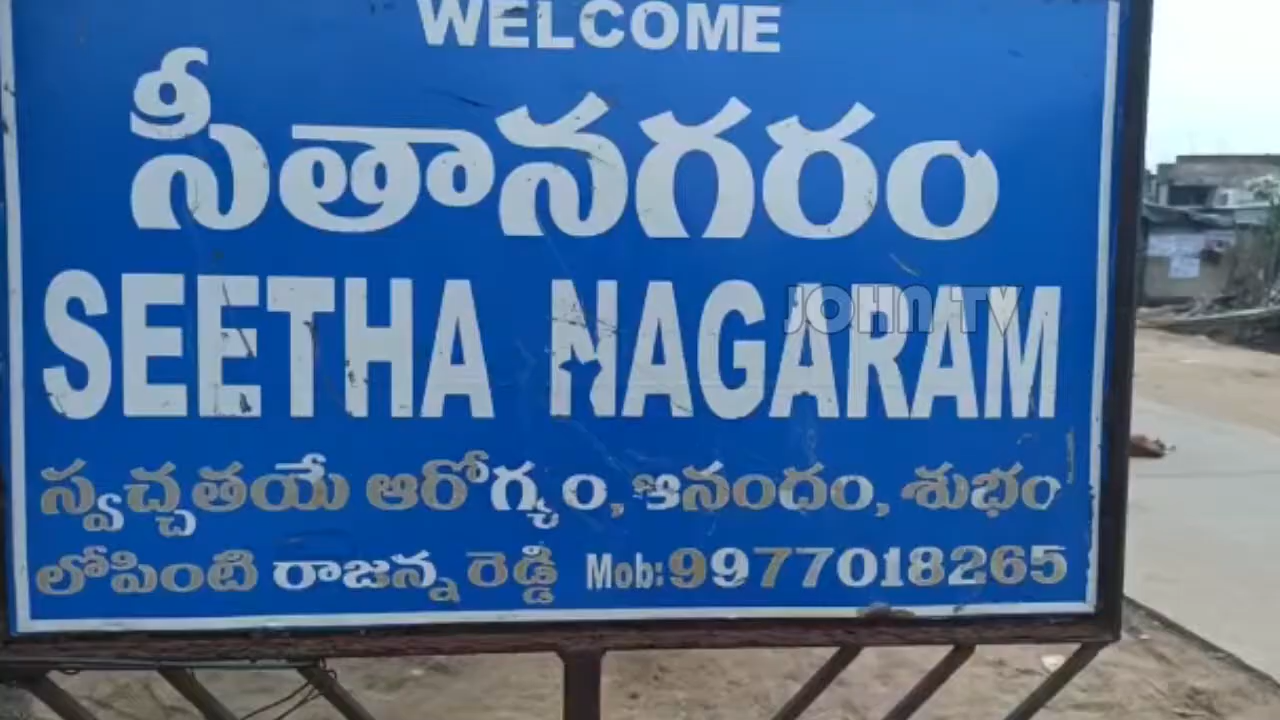 WELCOME
సీతానగరం
SEETHA NAGARAM
JOHN TV
స్వచ్చతయే ఆరోగ్యం, ఆనందం, శుభం
లోపింటి రాజన్న రెడ్డి Mob: 9977018265